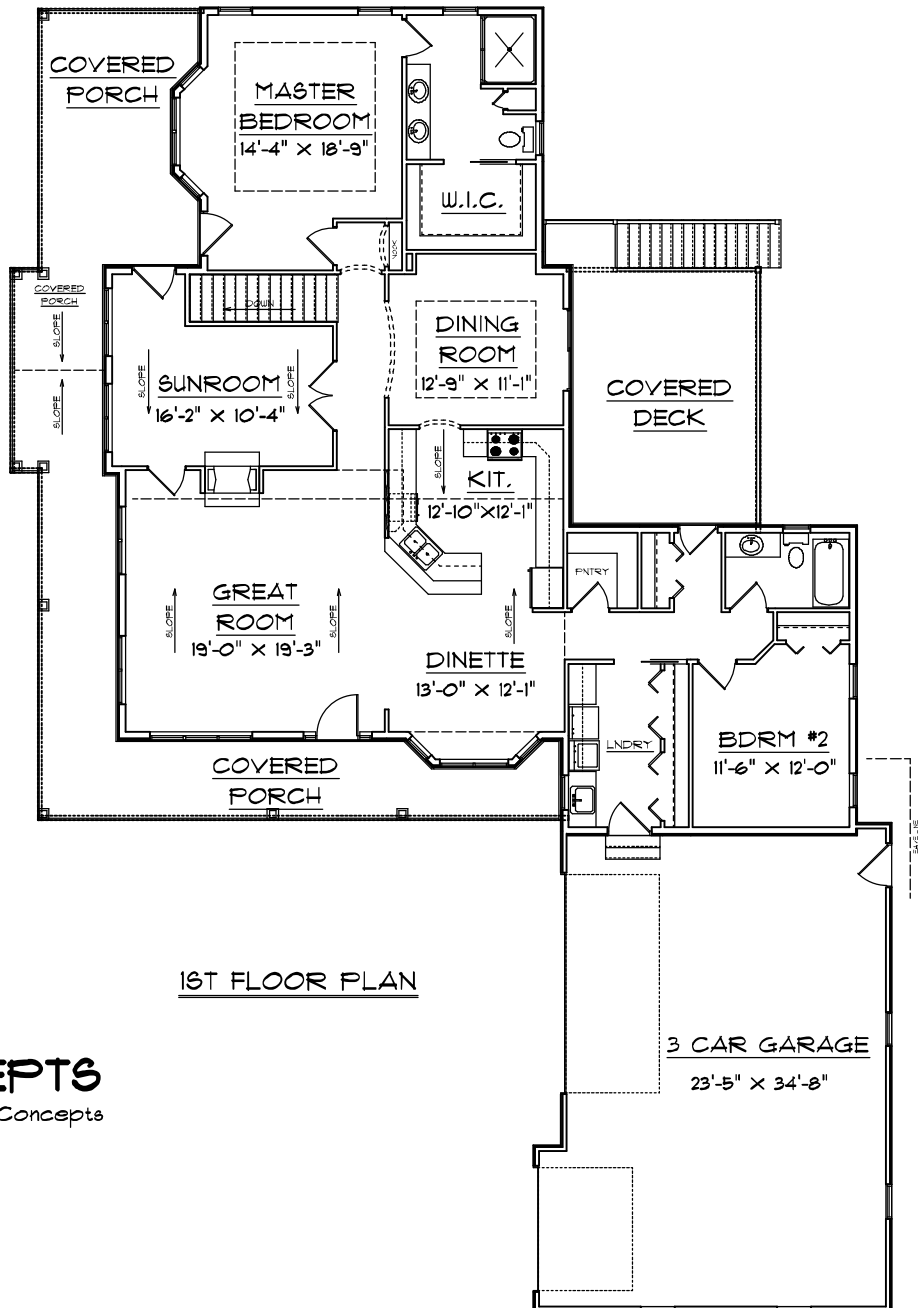 COVERED
PORCH
MASTER
BEDROOM
14'-4" X 18'-9"
W.I.C.
NOOK
COVERED
PORCH
SLOPE
SLOPE
DOWN
SLOPE
SUNROOM
SLOPE
16'-2" X 10'-4"
DINING
ROOM
12'-9" X 11'-1"
COVERED
DECK
SLOPE
KIT.
12'-10"X12'-1"
PNTRY
GREAT
ROOM
19'-0" X 19'-3"
SLOPE
SLOPE
SLOPE
DINETTE
13'-0" X 12'-1"
LNDRY
BDRM #2
11'-6" X 12'-0"
COVERED
PORCH
EAVE LINE
1ST FLOOR PLAN
3 CAR GARAGE
23'-5" X 34'-8"
EPTS
Concepts